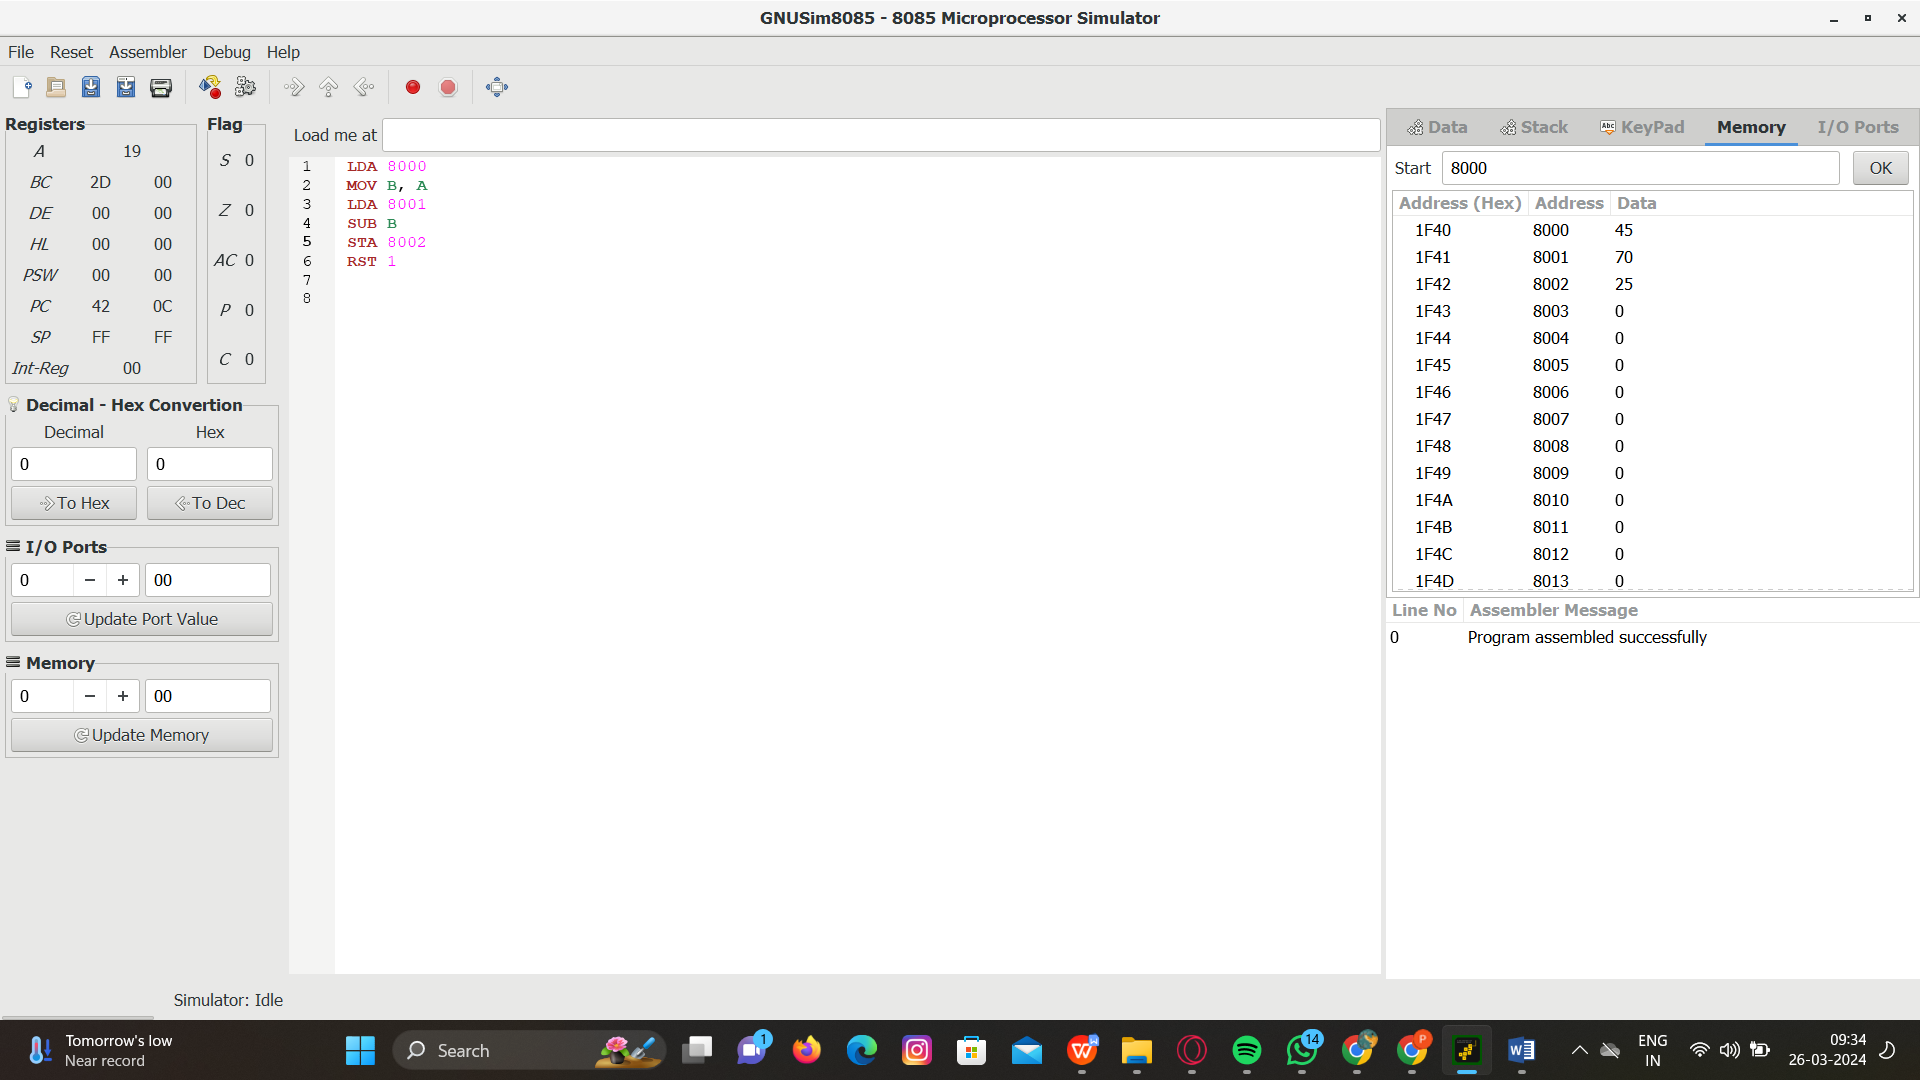 GNUSim8085 - 8085 Microprocessor Simulator
File Reset Assembler Debug Help
Registers
A 19
BC 2D 00
DE 00 00
HL 00 00
PSW 00 00
PC 42 0C
SP FF FF
Int-Reg 00
Flag
S 0
Z 0
AC 0
P 0
C 0
Decimal - Hex Convertion
Decimal Hex
0 0
To Hex To Dec
I/O Ports
0 − + 00
Update Port Value
Memory
0 − + 00
Update Memory
Load me at
1 LDA 8000
2 MOV B, A
3 LDA 8001
4 SUB B
5 STA 8002
6 RST 1
7
8
Data Stack Abc KeyPad Memory I/O Ports
Start 8000 OK
Address (Hex) Address Data
1F40 8000 45
1F41 8001 70
1F42 8002 25
1F43 8003 0
1F44 8004 0
1F45 8005 0
1F46 8006 0
1F47 8007 0
1F48 8008 0
1F49 8009 0
1F4A 8010 0
1F4B 8011 0
1F4C 8012 0
1F4D 8013 0
Line No Assembler Message
0 Program assembled successfully
Simulator: Idle
Tomorrow's low
Near record
Search
1
14
P
ENG
IN
09:34
26-03-2024